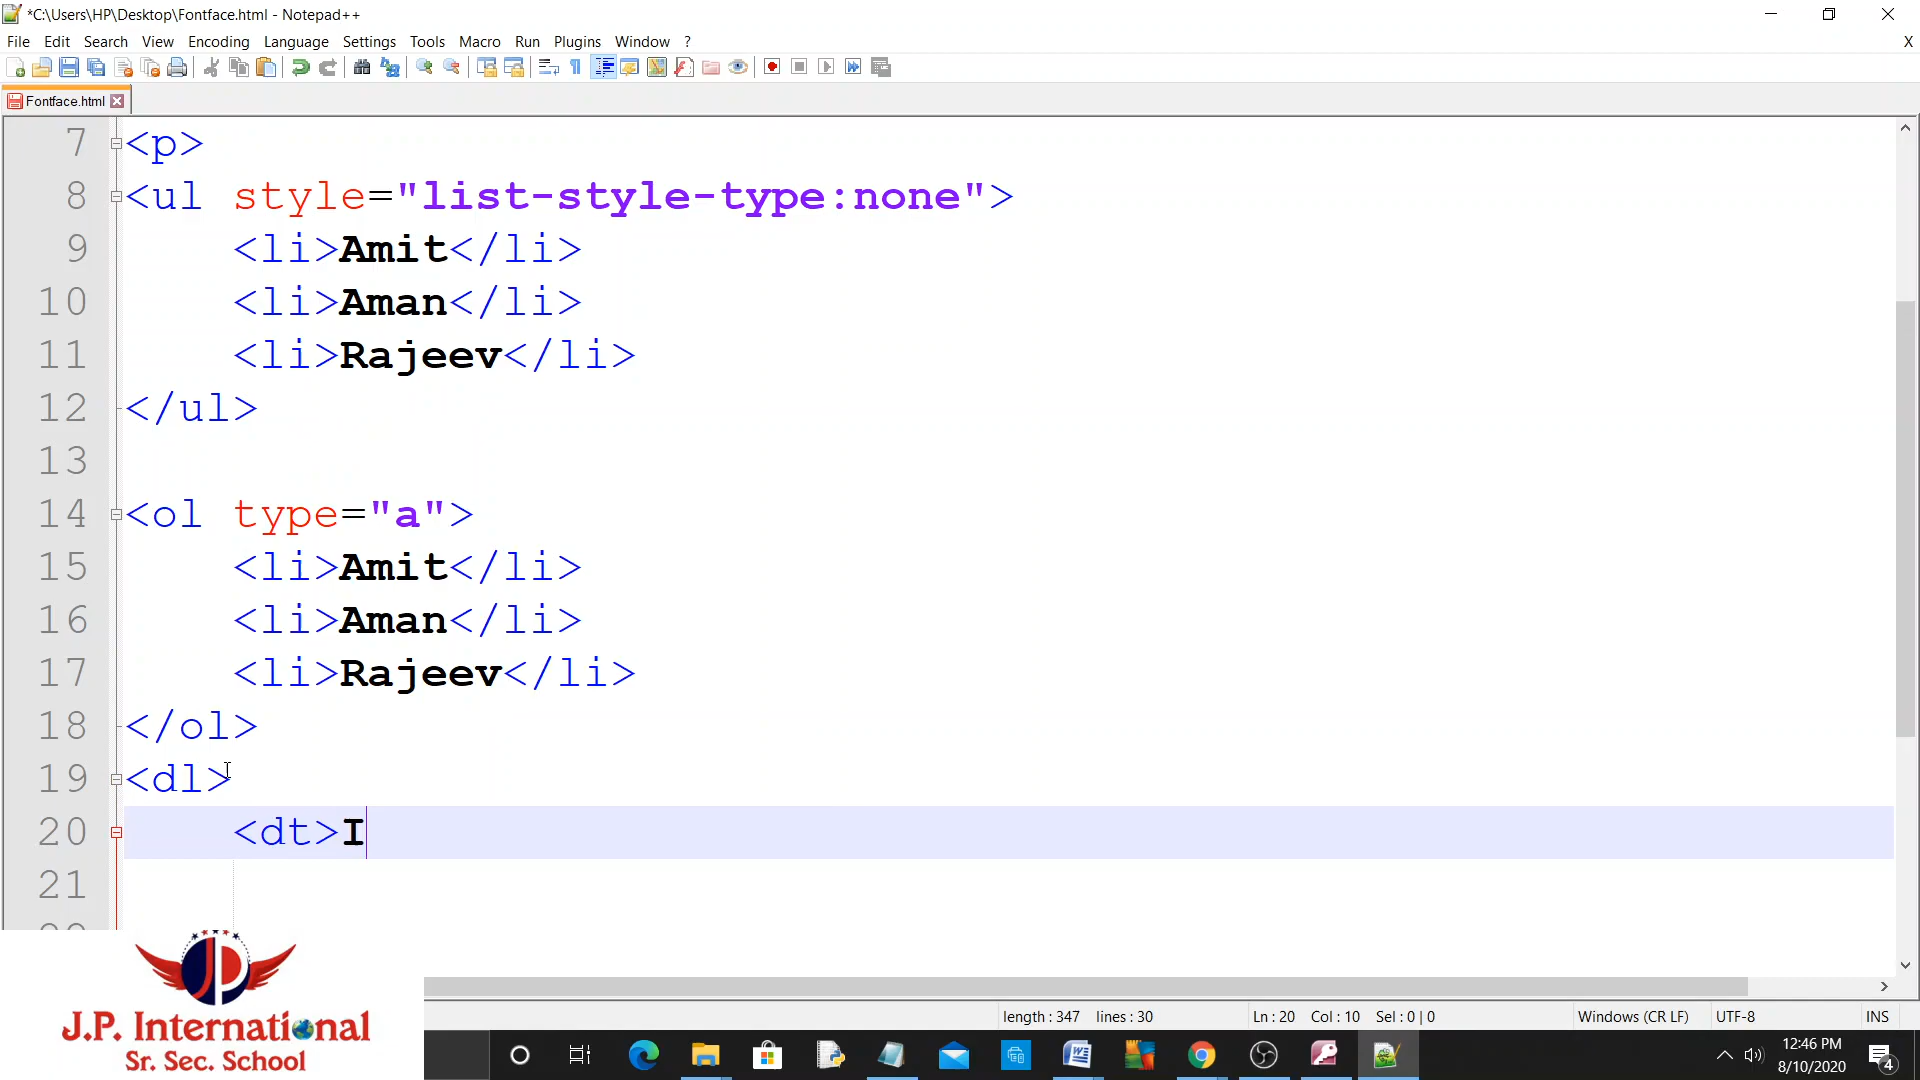 *C:\Users\HP\Desktop\Fontface.html - Notepad++
File Edit Search View Encoding Language Settings Tools Macro Run Plugins Window ? X
Fontface.html
7 <p>
8 <ul style="list-style-type:none">
9 <li>Amit</li>
10 <li>Aman</li>
11 <li>Rajeev</li>
12 </ul>
13
14 <ol type="a">
15 <li>Amit</li>
16 <li>Aman</li>
17 <li>Rajeev</li>
18 </ol>
19 <dl>
20 <dt>I
21
J.P. International
Sr. Sec. School
length : 347 lines : 30 Ln : 20 Col : 10 Sel : 0 | 0 Windows (CR LF) UTF-8 INS
12:46 PM
8/10/2020
4